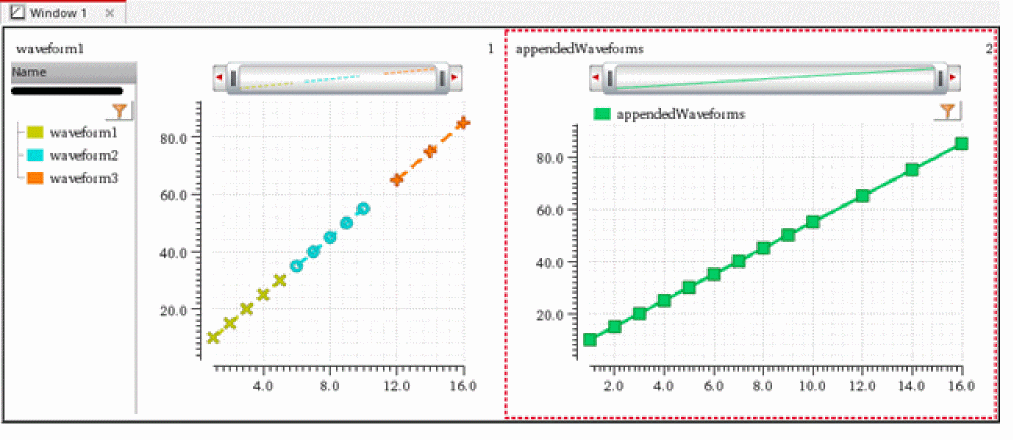 Window 1 ×
waveform1 1
Name
waveform1
waveform2
waveform3
80.0
60.0
40.0
20.0
4.0 8.0 12.0 16.0
appendedWaveforms 2
appendedWaveforms
80.0
60.0
40.0
20.0
2.0 4.0 6.0 8.0 10.0 12.0 14.0 16.0